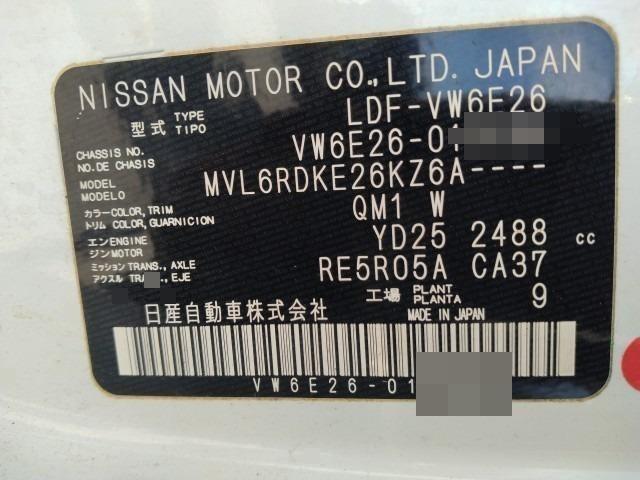 NISSAN MOTOR CO.,LTD. JAPAN
型式 TYPE TIPO LDF-VW6E26
CHASSIS NO. NO.DE CHASIS VW6E26-01
MODEL MODELO MVL6RDKE26KZ6A----
カラー COLOR, TRIM トリム COLOR, GUARNICION QM1 W
エンジン ENGINE MOTOR YD25 2488 cc
ミッション TRANS., AXLE アクスル TRA ., EJE RE5R05A CA37
工場 PLANT PLANTA 9
日産自動車株式会社 MADE IN JAPAN
VW6E26-01